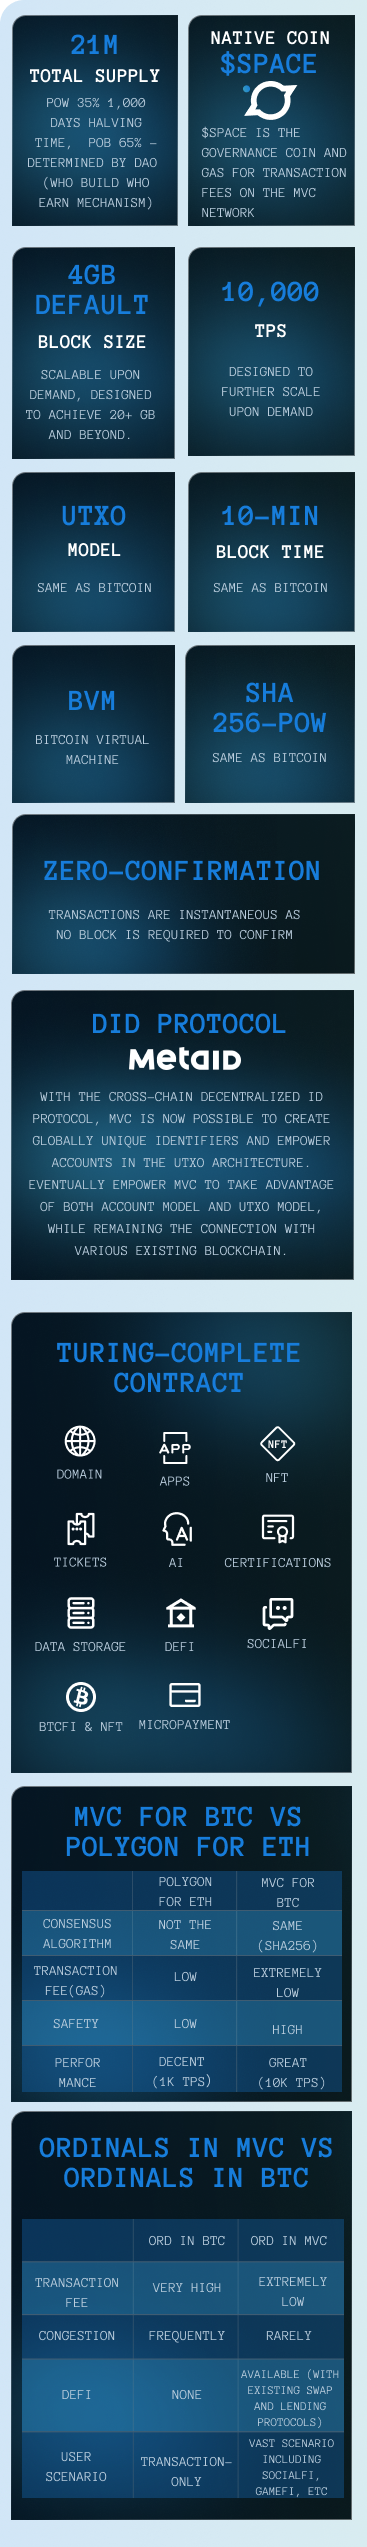 21M
TOTAL SUPPLY
POW 35% 1,000
DAYS HALVING
TIME, POB 65% –
DETERMINED BY DAO
(WHO BUILD WHO
EARN MECHANISM)
NATIVE COIN
$SPACE
$SPACE IS THE
GOVERNANCE COIN AND
GAS FOR TRANSACTION
FEES ON THE MVC
NETWORK
4GB
DEFAULT
BLOCK SIZE
SCALABLE UPON
DEMAND, DESIGNED
TO ACHIEVE 20+ GB
AND BEYOND.
10,000
TPS
DESIGNED TO
FURTHER SCALE
UPON DEMAND
UTXO
MODEL
SAME AS BITCOIN
10–MIN
BLOCK TIME
SAME AS BITCOIN
BVM
BITCOIN VIRTUAL
MACHINE
SHA
256–POW
SAME AS BITCOIN
ZERO–CONFIRMATION
TRANSACTIONS ARE INSTANTANEOUS AS
NO BLOCK IS REQUIRED TO CONFIRM
DID PROTOCOL
MetaID
WITH THE CROSS–CHAIN DECENTRALIZED ID
PROTOCOL, MVC IS NOW POSSIBLE TO CREATE
GLOBALLY UNIQUE IDENTIFIERS AND EMPOWER
ACCOUNTS IN THE UTXO ARCHITECTURE.
EVENTUALLY EMPOWER MVC TO TAKE ADVANTAGE
OF BOTH ACCOUNT MODEL AND UTXO MODEL,
WHILE REMAINING THE CONNECTION WITH
VARIOUS EXISTING BLOCKCHAIN.
TURING–COMPLETE
CONTRACT
APP
NFT
DOMAIN
APPS
NFT
AI
TICKETS
AI
CERTIFICATIONS
DATA STORAGE
DEFI
SOCIALFI
BTCFI & NFT
MICROPAYMENT
MVC FOR BTC VS
POLYGON FOR ETH
POLYGON
FOR ETH
MVC FOR
BTC
CONSENSUS
ALGORITHM
NOT THE
SAME
SAME
(SHA256)
TRANSACTION
FEE(GAS)
LOW
EXTREMELY
LOW
SAFETY
LOW
HIGH
PERFOR
MANCE
DECENT
(1K TPS)
GREAT
(10K TPS)
ORDINALS IN MVC VS
ORDINALS IN BTC
ORD IN BTC
ORD IN MVC
TRANSACTION
FEE
VERY HIGH
EXTREMELY
LOW
CONGESTION
FREQUENTLY
RARELY
DEFI
NONE
AVAILABLE (WITH
EXISTING SWAP
AND LENDING
PROTOCOLS)
USER
SCENARIO
TRANSACTION–
ONLY
VAST SCENARIO
INCLUDING
SOCIALFI,
GAMEFI, ETC